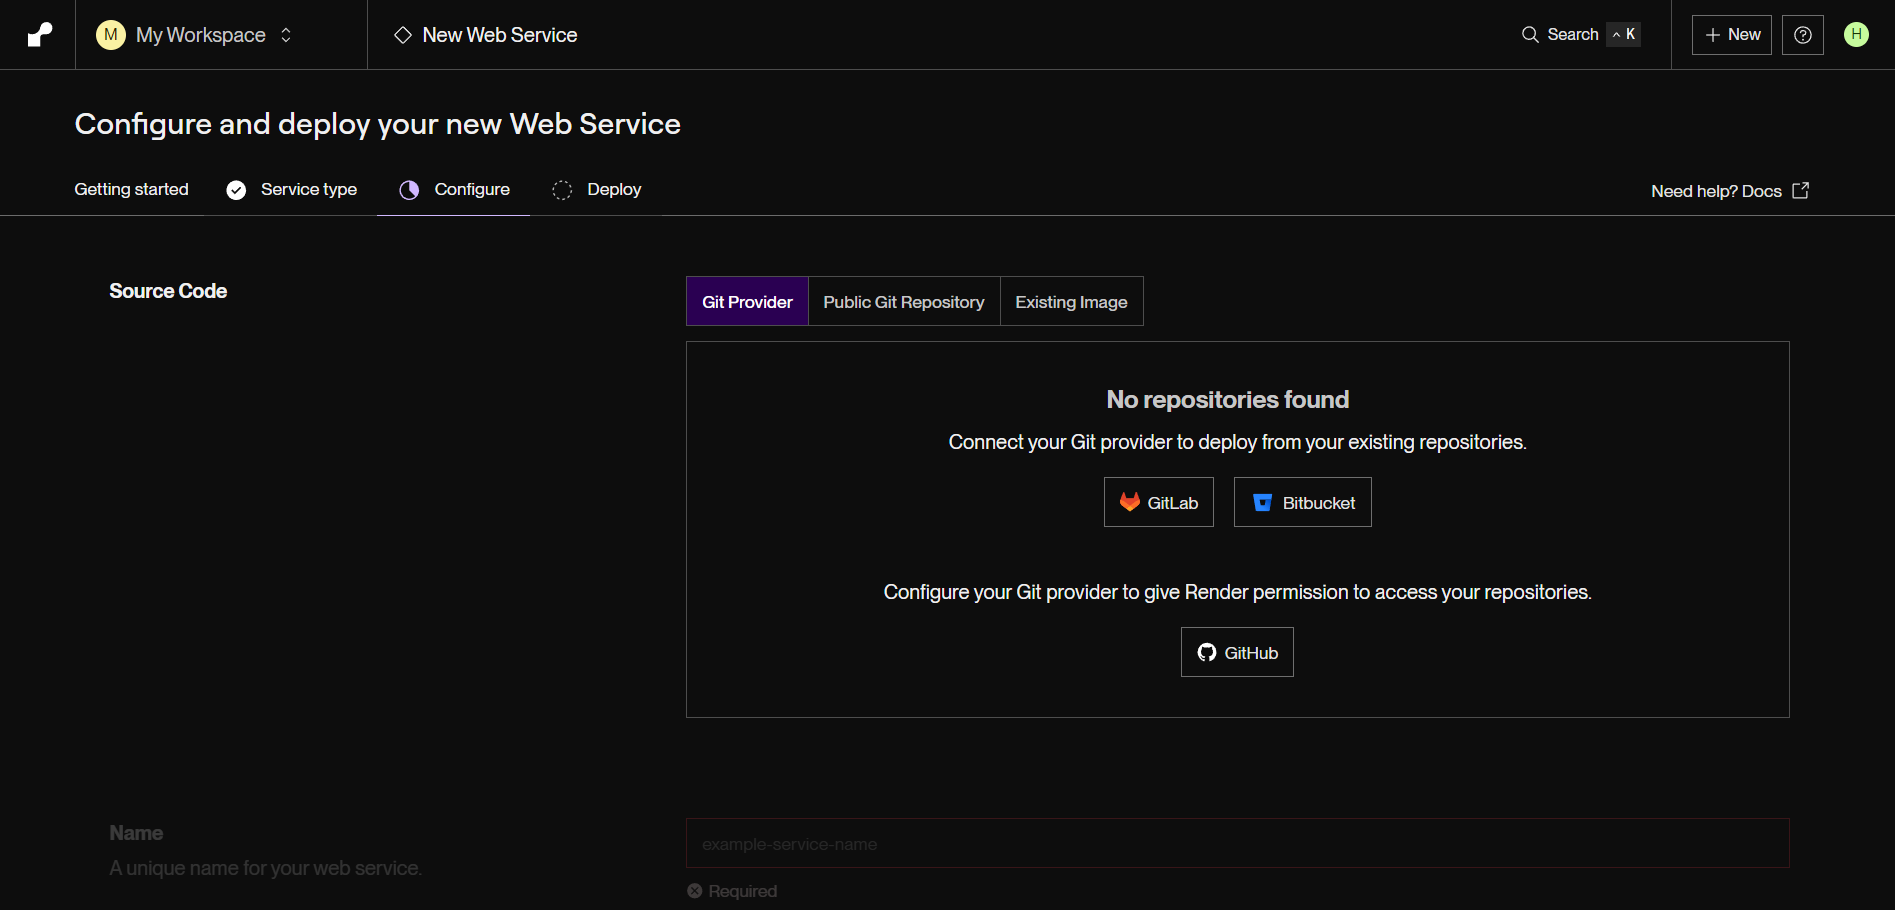 M My Workspace
New Web Service
Search ^ K
+ New
H
Configure and deploy your new Web Service
Getting started
Service type
Configure
Deploy
Need help? Docs
Source Code
Git Provider
Public Git Repository
Existing Image
No repositories found
Connect your Git provider to deploy from your existing repositories.
GitLab
Bitbucket
Configure your Git provider to give Render permission to access your repositories.
GitHub
Name
A unique name for your web service.
example-service-name
Required